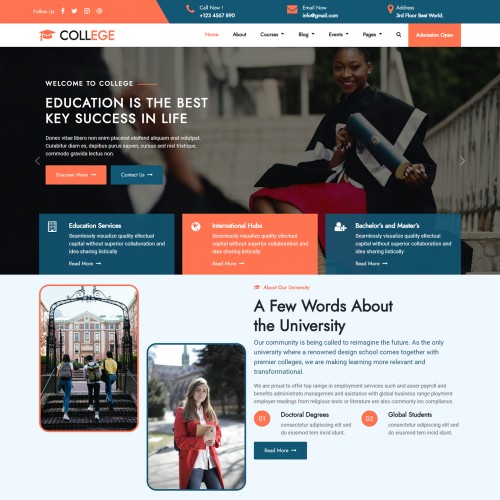 Follow Us
Call Now !
+123 4567 890
Email Now
info@gmail.com
Address
3rd Floor Best World.
COLLEGE
Home
About
Courses
Blog
Events
Pages
Admission Open
WELCOME TO COLLEGE
EDUCATION IS THE BEST
KEY SUCCESS IN LIFE
Donec vitae libero non enim placerat eleifend aliquam erat volutpat.
Curabitur diam ex, dapibus purus sapien, cursus sed nisl tristique,
commodo gravida lectus non.
Discover More
Contact Us
Education Services
Seamlessly visualize quality ellectual
capital without superior collaboration and
idea sharing listically
Read More
International Hubs
Seamlessly visualize quality ellectual
capital without superior collaboration and
idea sharing listically
Read More
Bachelor's and Master's
Seamlessly visualize quality ellectual
capital without superior collaboration and
idea sharing listically
Read More
About Our University
A Few Words About
the University
Our community is being called to reimagine the future. As the only
university where a renowned design school comes together with
premier colleges, we are making learning more relevant and
transformational.
We are proud to offer top range in employment services such and asset payroll and
benefits administrato management and assistance with global business range ployment
employer readings from religious texts or literature are also commonly inc compliance.
01
Doctoral Degrees
consectetur adipisicing elit sed
do eiusmod tem incid idunt.
02
Global Students
consectetur adipisicing elit sed
do eiusmod tem incid idunt.
Read More